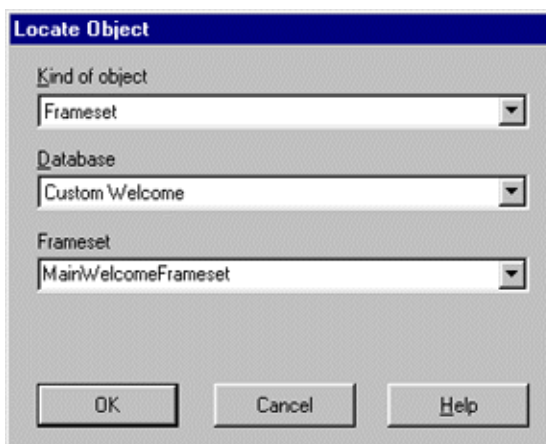 Locate Object
Kind of object
Frameset
Database
Custom Welcome
Frameset
MainWelcomeFrameset
OK Cancel Help